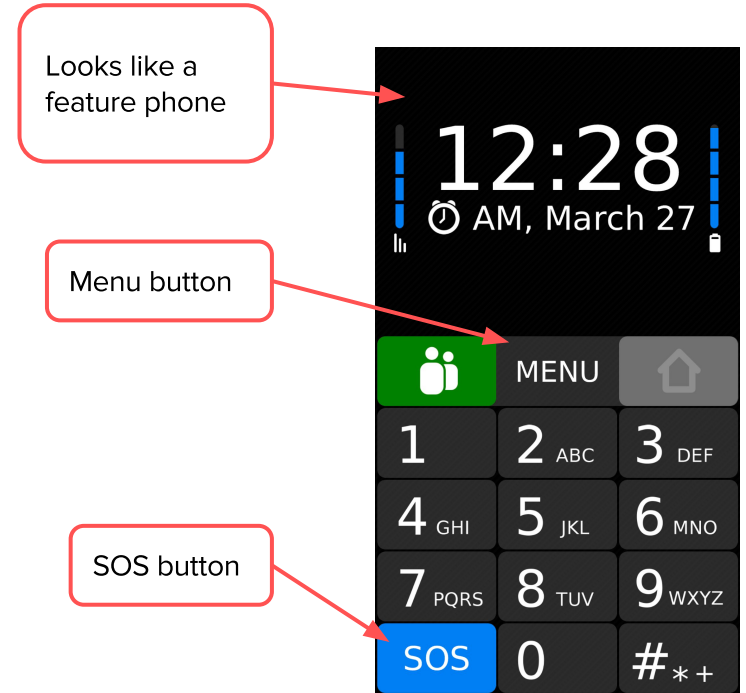 Looks like a
feature phone
12:28
AM, March 27
Menu button
MENU
1
2 ABC
3 DEF
4 GHI
5 JKL
6 MNO
SOS button
7 PQRS
8 TUV
9 WXYZ
SOS
0
#*+